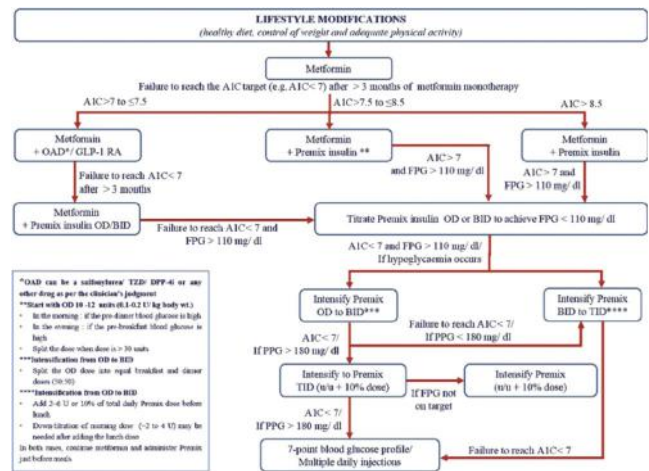 LIFESTYLE MODIFICATIONS
(healthy diet, control of weight and adequate physical activity)
Metformin
Failure to reach the A1C target (e.g. A1C< 7) after > 3 months of metformin monotherapy
A1C>7 to ≤7.5
A1C>7.5 to ≤8.5
A1C> 8.5
Metformin
+ OAD*/ GLP-1 RA
Metformin
+ Premix insulin **
Metformin
+ Premix insulin
Failure to reach A1C< 7
after > 3 months
A1C> 7
and FPG > 110 mg/ dl
A1C> 7 and
FPG > 110 mg/ dl
Metformin
+ Premix insulin OD/BID
Failure to reach A1C< 7 and
FPG > 110 mg/ dl
Titrate Premix insulin OD or BID to achieve FPG < 110 mg/ dl
A1C< 7 and FPG > 110 mg/ dl/
If hypoglycaemia occurs
*OAD can be a sulfonylurea/ TZD/ DPP-4i or any
other drug as per the clinician's judgment
**Start with OD 10 -12 units (0.1-0.2 U/ kg body wt.)
• In the morning : if the pre-dinner blood glucose is
high
• In the evening : if the pre-breakfast blood glucose is
high
• Split the dose when dose is > 30 units
***Intensification from OD to BID
• Split the OD dose into equal breakfast and dinner
doses (50:50)
****Intensification from OD to BID
• Add 2-6 U or 10% of total daily Premix dose before
lunch
• Down-titration of morning dose (-2 to 4 U) may be
needed after adding the lunch dose
In both cases, continue metformin and administer Premix
just before meals
Intensify Premix
OD to BID***
Intensify Premix
BID to TID****
A1C< 7/
If PPG > 180 mg/ dl
Failure to reach A1C< 7/
If PPG < 180 mg/ dl
Intensify to Premix
TID (n/u + 10% dose)
If FPG not
on target
Intensify Premix
(n/u + 10% dose)
A1C< 7/
If PPG > 180 mg/ dl
7-point blood glucose profile/
Multiple daily injections
Failure to reach A1C< 7